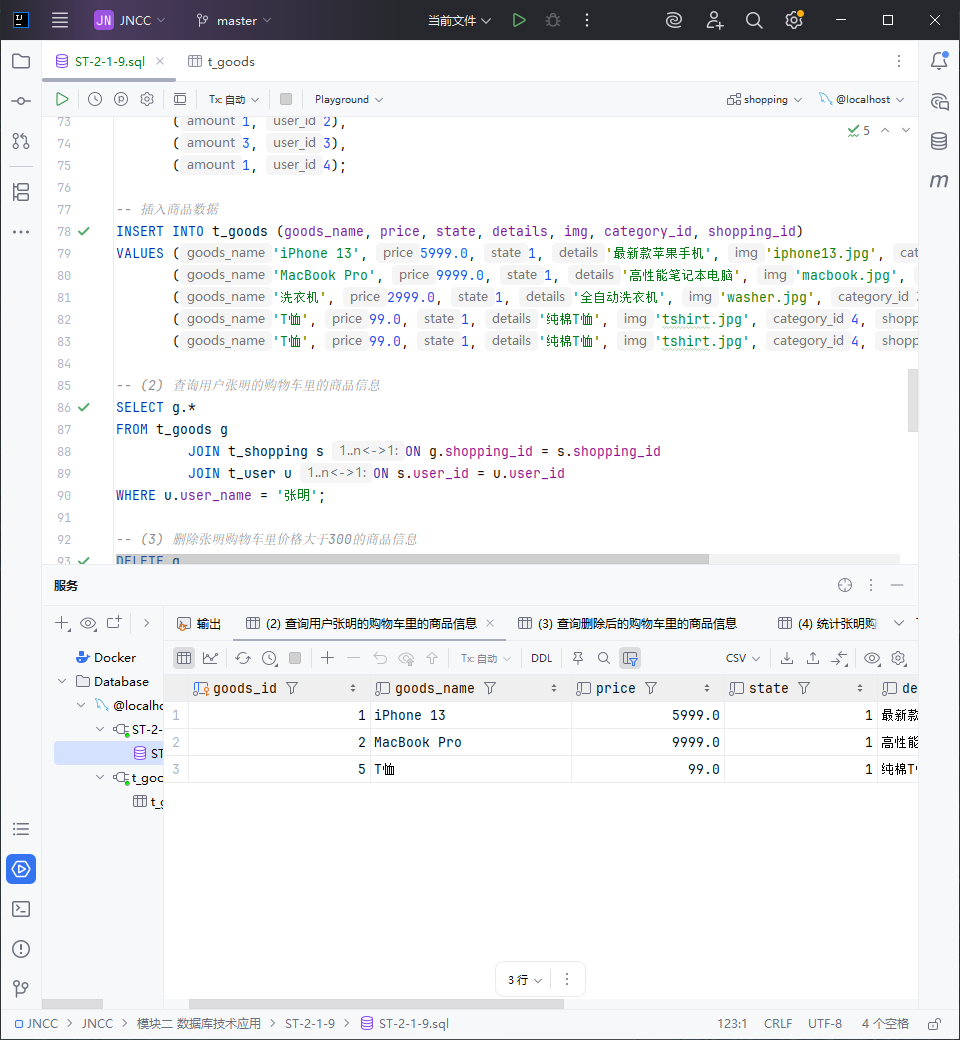 JN JNCC master 当前文件
ST-2-1-9.sql t_goods
Tx: 自动 Playground shopping @localhost
73 ( amount 1, user_id 2),
5
74 ( amount 3, user_id 3),
75 ( amount 1, user_id 4);
76
77 -- 插入商品数据
78 INSERT INTO t_goods (goods_name, price, state, details, img, category_id, shopping_id)
79 VALUES ( goods_name 'iPhone 13', price 5999.0, state 1, details '最新款苹果手机', img 'iphone13.jpg', cat
80 ( goods_name 'MacBook Pro', price 9999.0, state 1, details '高性能笔记本电脑', img 'macbook.jpg',
81 ( goods_name '洗衣机', price 2999.0, state 1, details '全自动洗衣机', img 'washer.jpg', category_id
82 ( goods_name 'T恤', price 99.0, state 1, details '纯棉T恤', img 'tshirt.jpg', category_id 4, shopp
83 ( goods_name 'T恤', price 99.0, state 1, details '纯棉T恤', img 'tshirt.jpg', category_id 4, shopp
84
85 -- (2) 查询用户张明的购物车里的商品信息
86 SELECT g.*
87 FROM t_goods g
88 JOIN t_shopping s 1..n<->1: ON g.shopping_id = s.shopping_id
89 JOIN t_user u 1..n<->1: ON s.user_id = u.user_id
90 WHERE u.user_name = '张明';
91
92 -- (3) 删除张明购物车里价格大于300的商品信息
93 DELETE g
服务
输出 (2) 查询用户张明的购物车里的商品信息 (3) 查询删除后的购物车里的商品信息 (4) 统计张明购
Docker
Database
@localho
ST-2-
ST
t_goo
t_g
Tx: 自动 DDL CSV
goods_id goods_name price state de
1 1 iPhone 13 5999.0 1 最新款
2 2 MacBook Pro 9999.0 1 高性能
3 5 T恤 99.0 1 纯棉T
3 行
JNCC JNCC 模块二 数据库技术应用 ST-2-1-9 ST-2-1-9.sql 123:1 CRLF UTF-8 4 个空格